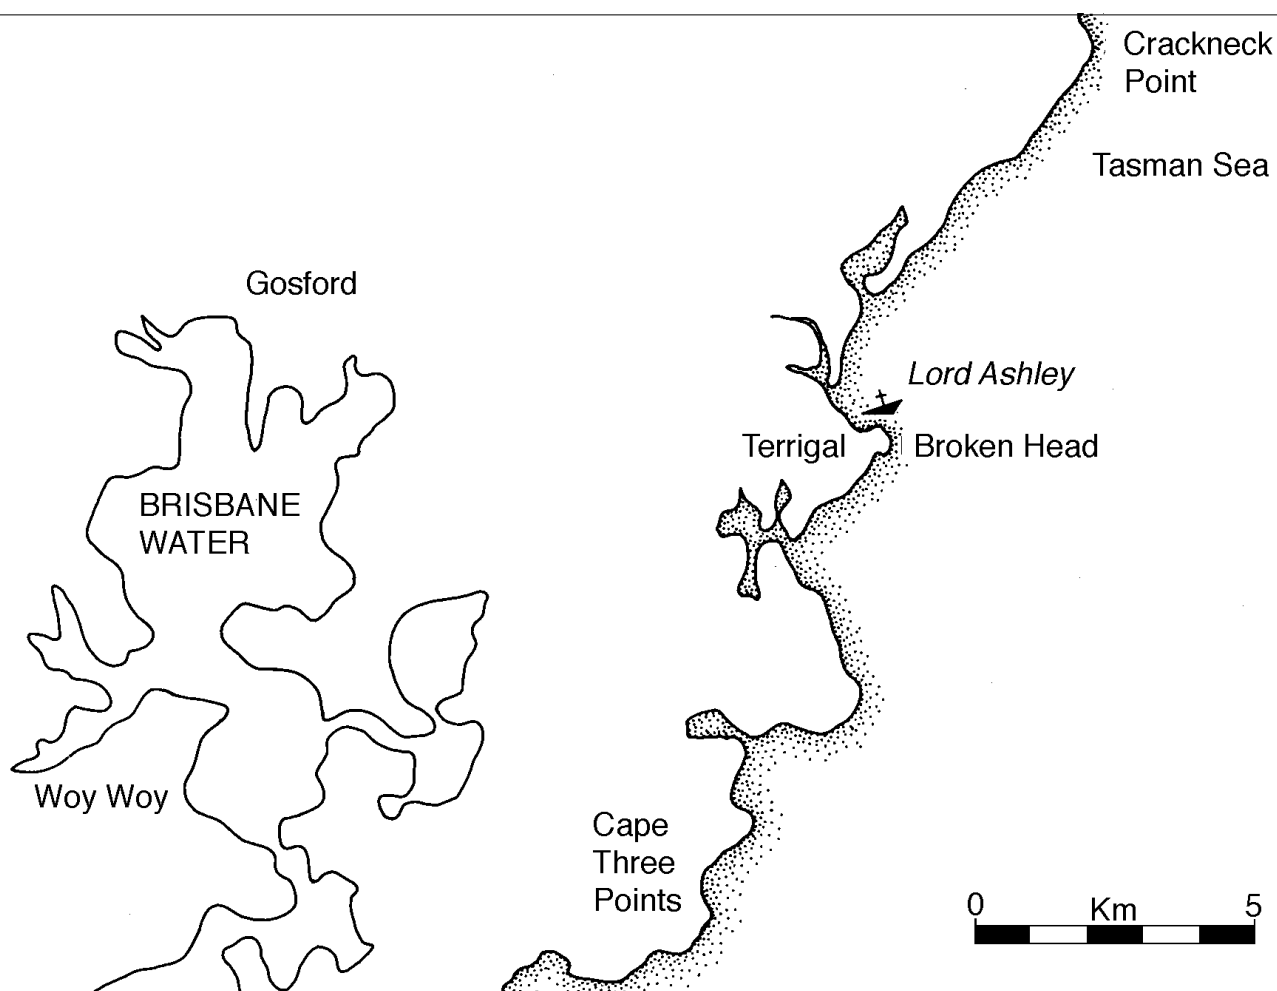 Crackneck
Point
Tasman Sea
Gosford
Lord Ashley
Terrigal
Broken Head
BRISBANE
WATER
Woy Woy
Cape
Three
Points
0 Km 5